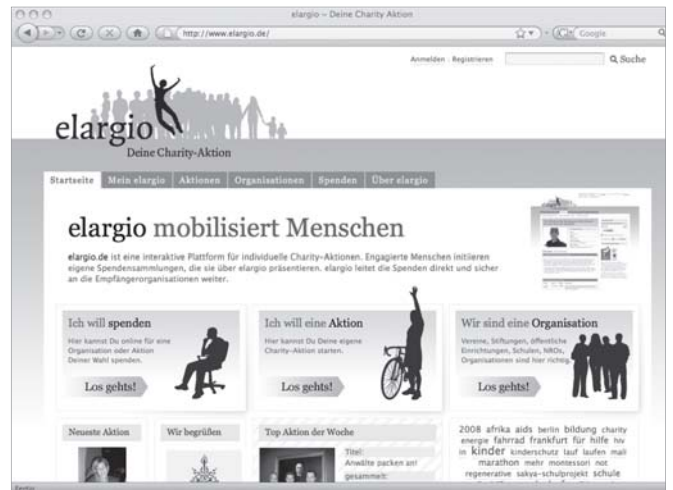 elargio – Deine Charity Aktion
http://www.elargio.de/
Google
Anmelden . Registrieren
Suche
elargio
Deine Charity-Aktion
Startseite
Mein elargio
Aktionen
Organisationen
Spenden
Über elargio
elargio mobilisiert Menschen
elargio.de ist eine interaktive Plattform für individuelle Charity-Aktionen. Engagierte Menschen initiieren
eigene Spendensammlungen, die sie über elargio präsentieren. elargio leitet die Spenden direkt und sicher
an die Empfängerorganisationen weiter.
Ich will spenden
Hier kannst Du online für eine
Organisation oder Aktion
Deiner Wahl spenden.
Los gehts!
Ich will eine Aktion
Hier kannst Du Deine eigene
Charity-Aktion starten.
Los gehts!
Wir sind eine Organisation
Vereine, Stiftungen, öffentliche
Einrichtungen, Schulen, NROs,
Organisationen sind hier richtig.
Los gehts!
Neueste Aktion
Wir begrüßen
Top Aktion der Woche
Titel:
Anwälte packen an!
gesammelt:
2008 afrika aids berlin bildung charity
energie fahrrad frankfurt für hilfe hiv
in kinder kinderschutz lauf laufen mali
marathon mehr montessori not
regenerative sakya-schulprojekt schule
Fertig